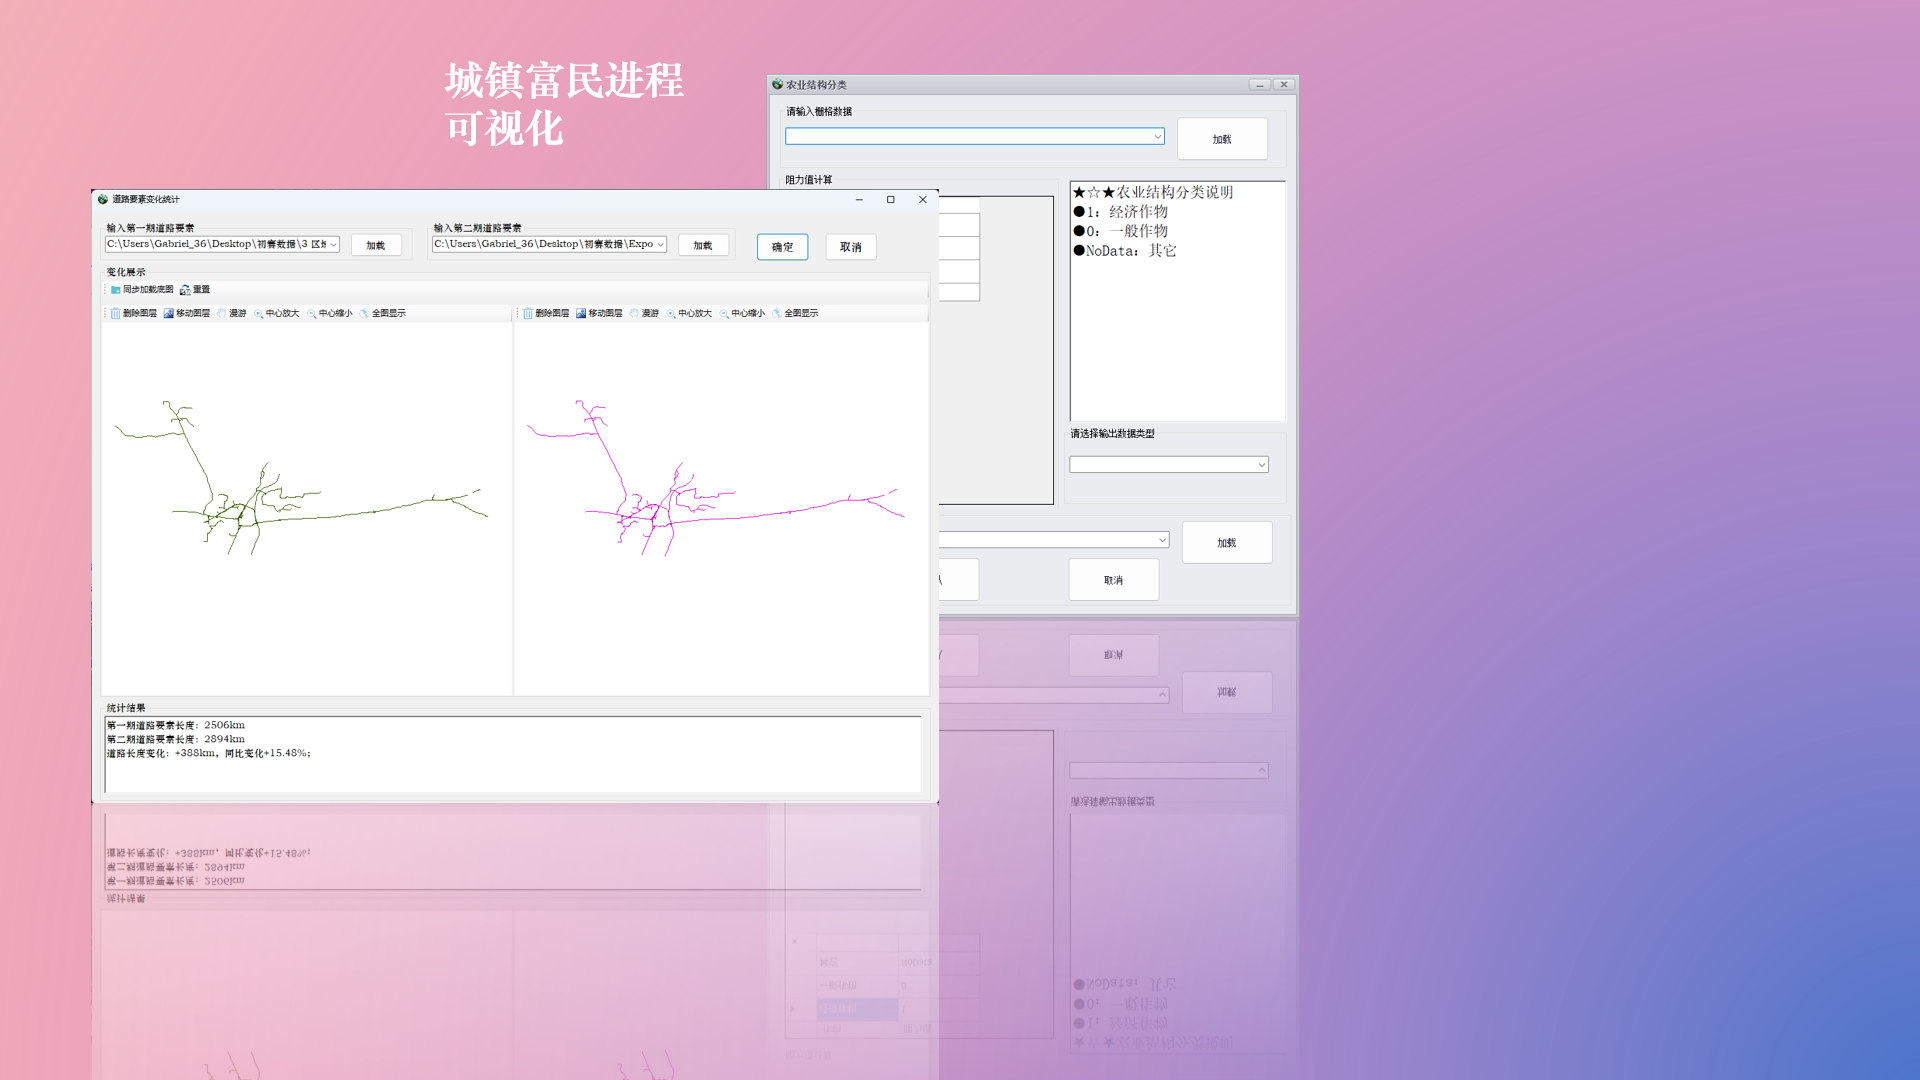 城镇富民进程
可视化
农业结构分类
请输入栅格数据
加载
阻力值计算
★☆★农业结构分类说明
●1：经济作物
●0：一般作物
●NoData：其它
请选择输出数据类型
加载
取消
道路要素变化统计
输入第一期道路要素
C:\Users\Gabriel_36\Desktop\初赛数据\3 区
加载
输入第二期道路要素
C:\Users\Gabriel_36\Desktop\初赛数据\Expo
加载
确定
取消
变化展示
同步加载底图 重置
删除图层 移动图层 漫游 中心放大 中心缩小 全图显示
删除图层 移动图层 漫游 中心放大 中心缩小 全图显示
统计结果
第一期道路要素长度：2506km
第二期道路要素长度：2894km
道路长度变化：+388km，同比变化+15.48%；